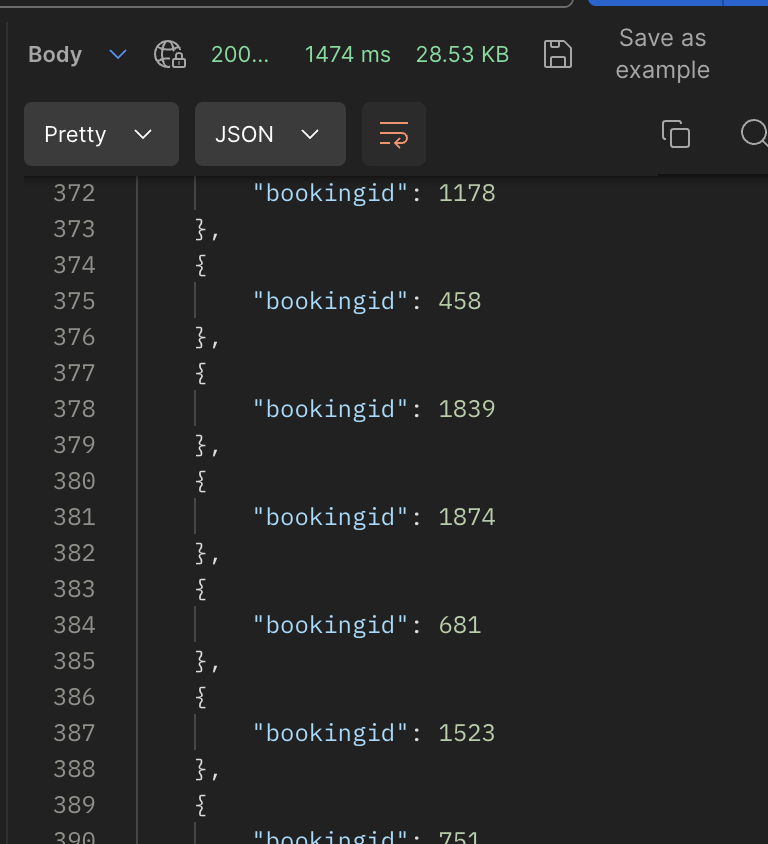 Body 200... 1474 ms 28.53 KB Save as
example
Pretty JSON
372 "bookingid": 1178
373 },
374 {
375 "bookingid": 458
376 },
377 {
378 "bookingid": 1839
379 },
380 {
381 "bookingid": 1874
382 },
383 {
384 "bookingid": 681
385 },
386 {
387 "bookingid": 1523
388 },
389 {
390 "bookingid": 751